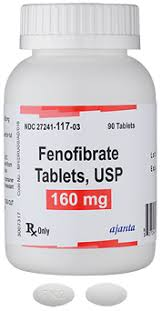 NDC 27241-117-03
90 Tablets
Fenofibrate
Tablets, USP
160 mg
Rx Only
ajanta